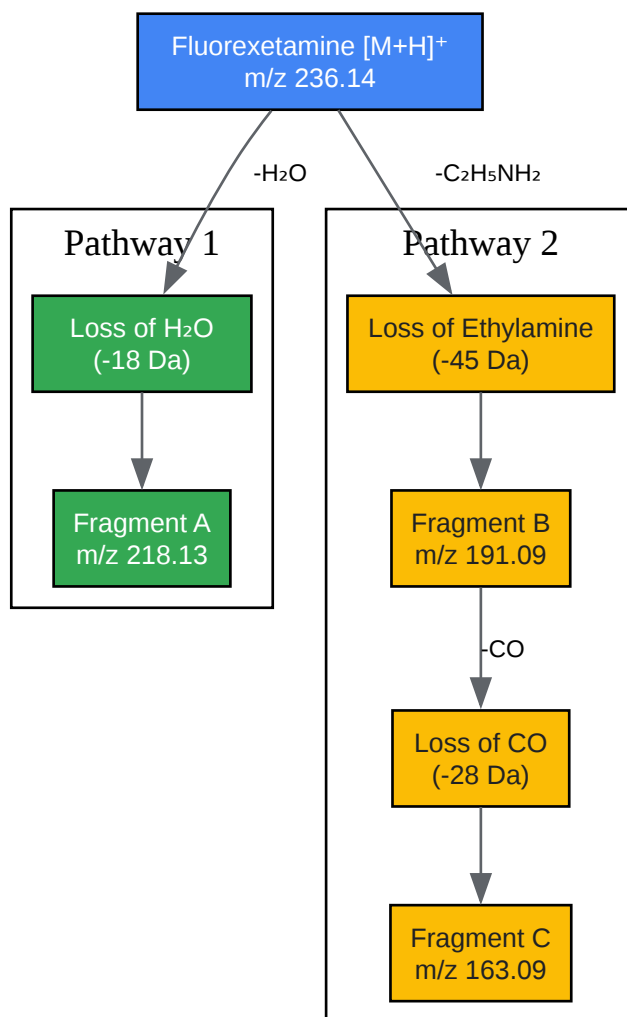 Fluorexetamine [M+H]⁺
m/z 236.14
-H₂O
-C₂H₅NH₂
Pathway 1
Pathway 2
Loss of H₂O
(-18 Da)
Loss of Ethylamine
(-45 Da)
Fragment A
m/z 218.13
Fragment B
m/z 191.09
-CO
Loss of CO
(-28 Da)
Fragment C
m/z 163.09